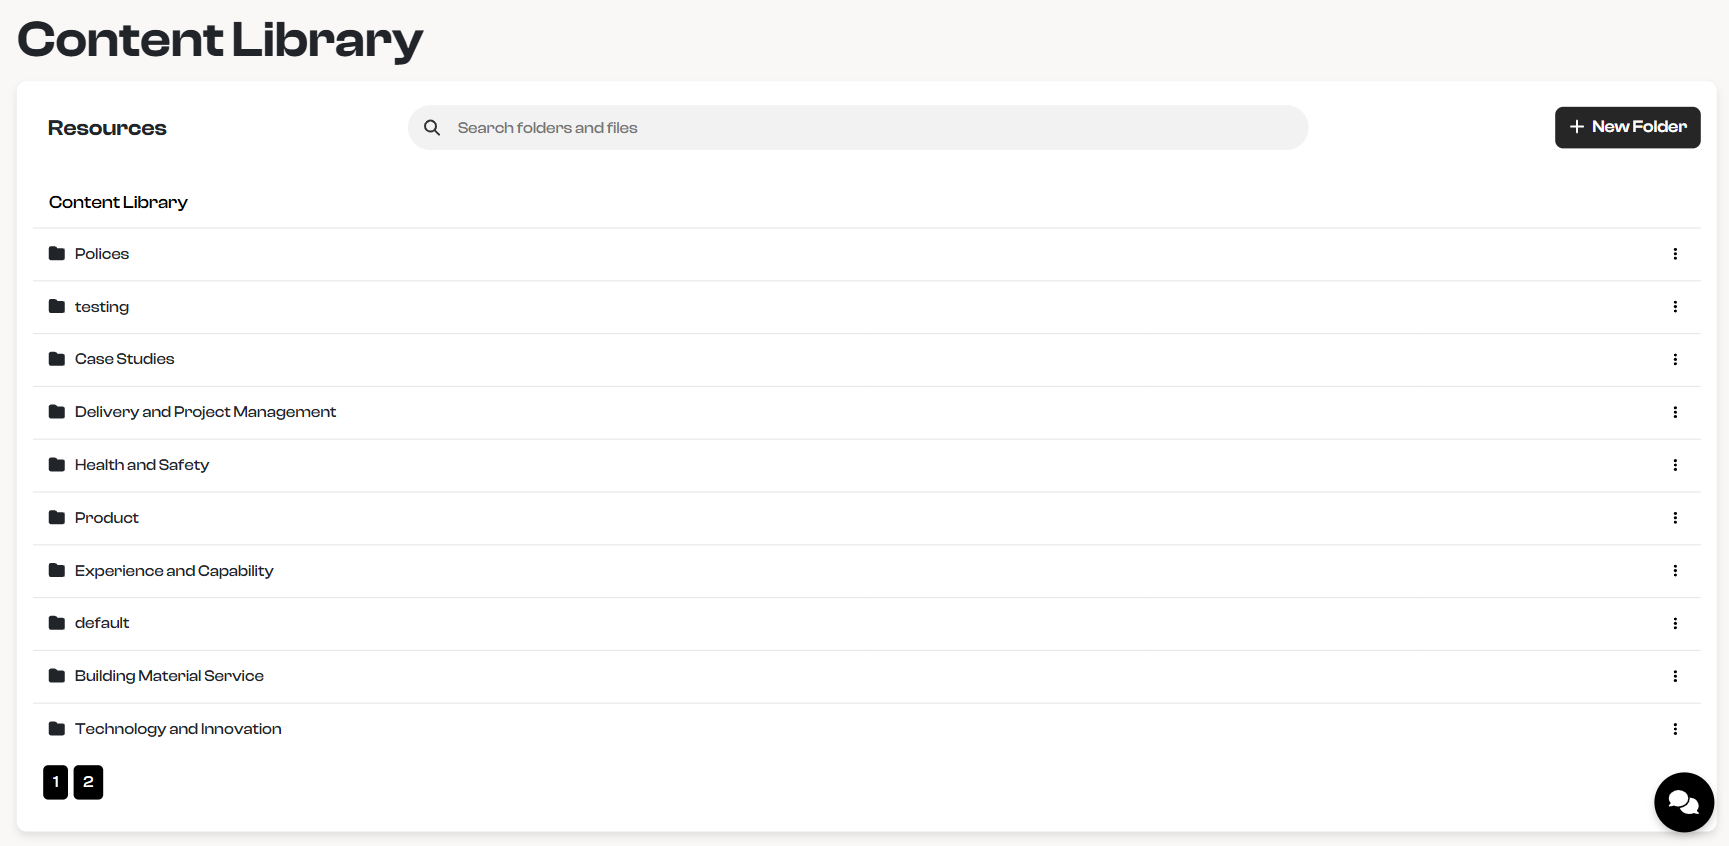 Content Library
Resources
Search folders and files
+ New Folder
Content Library
Polices
testing
Case Studies
Delivery and Project Management
Health and Safety
Product
Experience and Capability
default
Building Material Service
Technology and Innovation
1 2